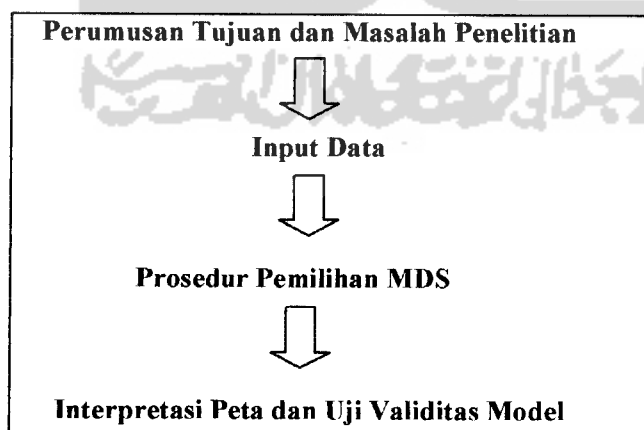 Perumusan Tujuan dan Masalah Penelitian
Input Data
Prosedur Pemilihan MDS
Interpretasi Peta dan Uji Validitas Model